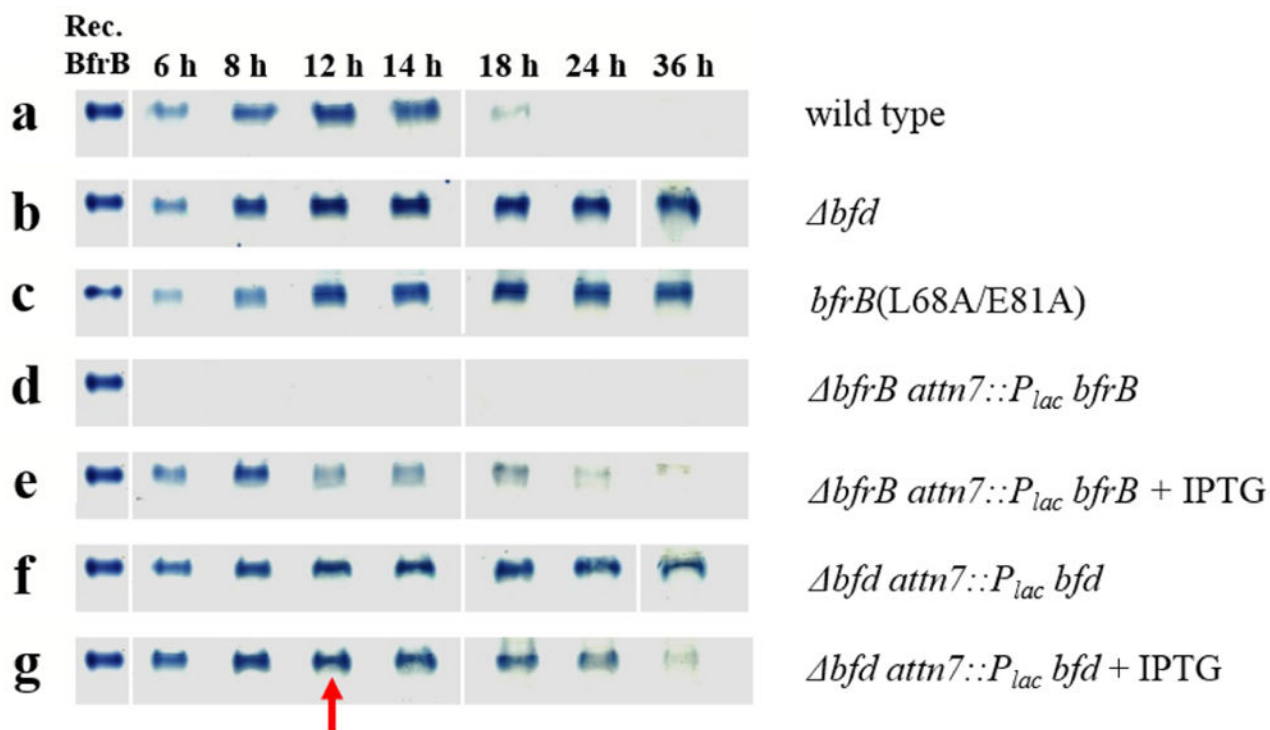 Rec.
BfrB 6 h 8 h 12 h 14 h 18 h 24 h 36 h
a wild type
b Δbfd
c bfrB(L68A/E81A)
d ΔbfrB attn7::Plac bfrB
e ΔbfrB attn7::Plac bfrB + IPTG
f Δbfd attn7::Plac bfd
g Δbfd attn7::Plac bfd + IPTG